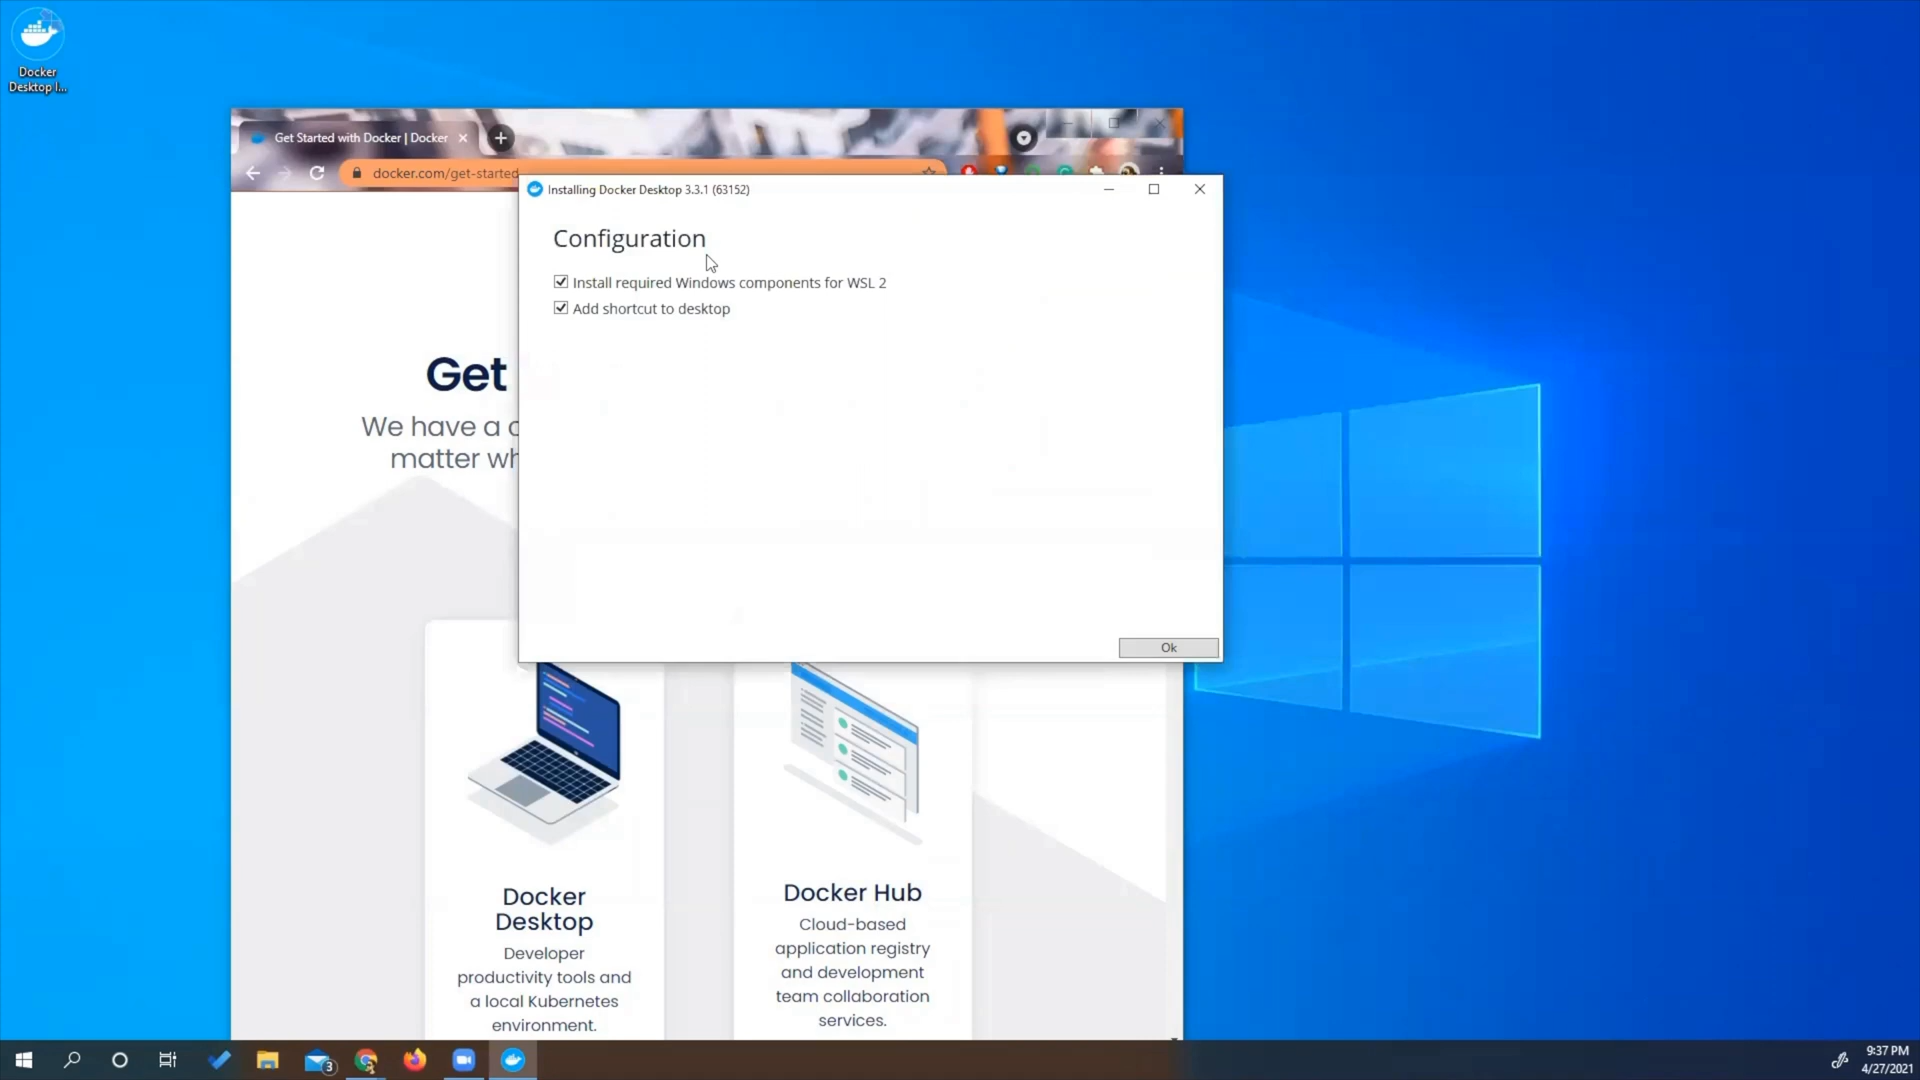 Docker
Desktop I...
Get Started with Docker | Docker
docker.com/get-started
Installing Docker Desktop 3.3.1 (63152)
Configuration
Install required Windows components for WSL 2
Add shortcut to desktop
Ok
Get
We have a c
matter wh
Docker
Desktop
Developer
productivity tools and
a local Kubernetes
environment.
Docker Hub
Cloud-based
application registry
and development
team collaboration
services.
3
9:37 PM
4/27/2021